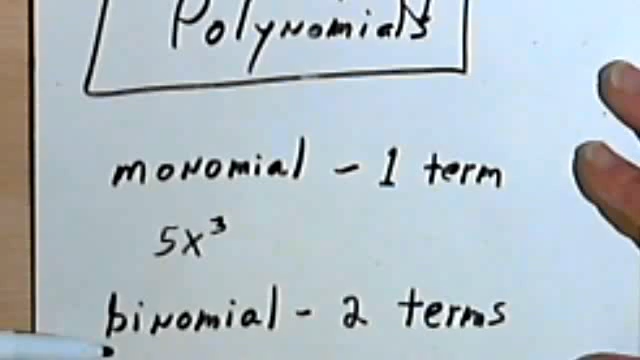 Polynomials
monomial - 1 term
5x³
binomial - 2 terms